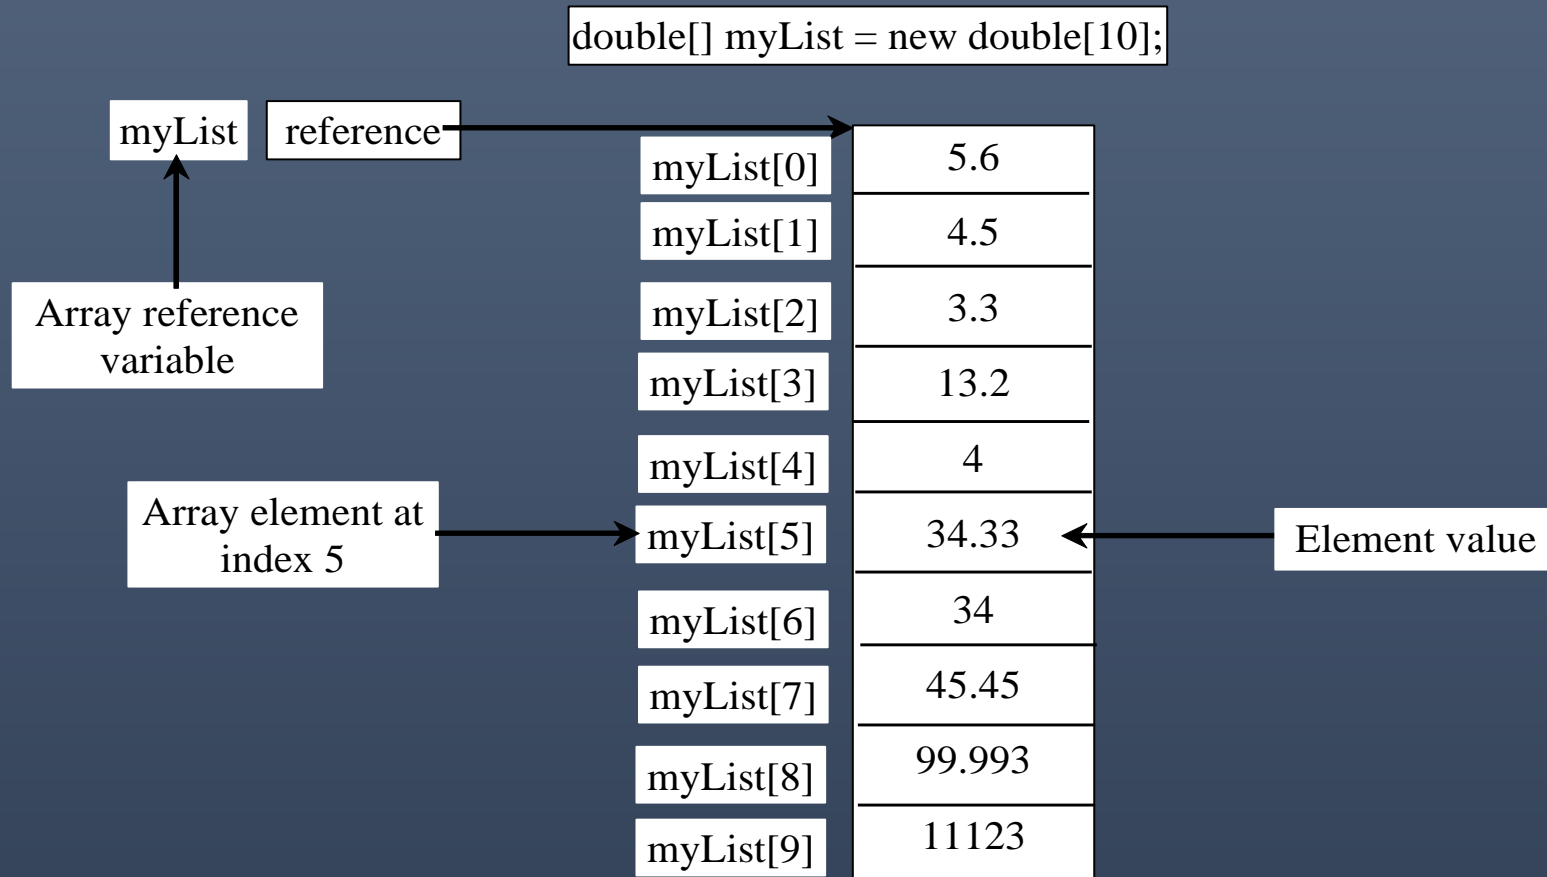 double[] myList = new double[10];
myList reference
myList[0] 5.6
myList[1] 4.5
Array reference
variable
myList[2] 3.3
myList[3] 13.2
myList[4] 4
Array element at
index 5
myList[5] 34.33 Element value
myList[6] 34
myList[7] 45.45
myList[8] 99.993
myList[9] 11123